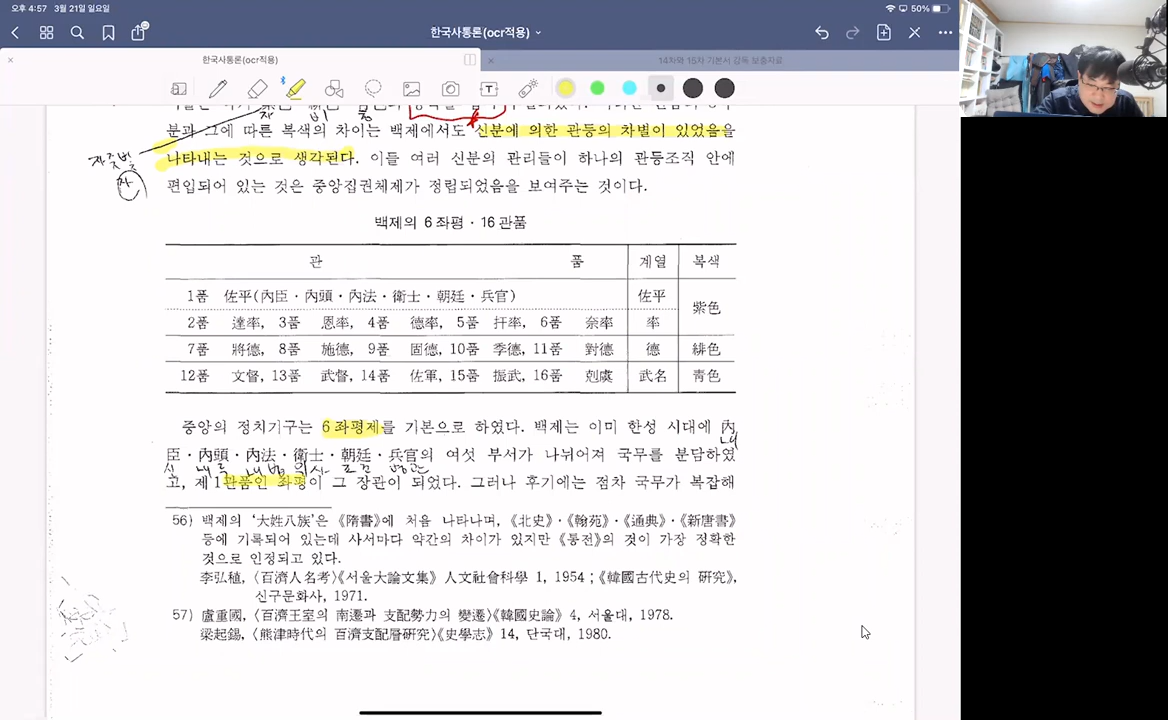 오후 4:57 3월 21일 일요일
50%
한국사통론(ocr적용)
한국사통론(ocr적용)
14차역 15차 기본서 감독 보충자료
분과 그에 따른 복색의 차이는 백제에서도 신분에 의한 관등의 차별이 있었음을
나타내는 것으로 생각된다. 이들 여러 신분의 관리들이 하나의 관등조직 안에
편입되어 있는 것은 중앙집권체제가 정립되었음을 보여주는 것이다.
백제의 6좌평·16관품
관 품 계열 복색
1품 佐平(內臣·內頭·內法·衛士·朝廷·兵官) 佐平 紫色
2품 達率, 3품 恩率, 4품 德率, 5품 扞率, 6품 奈率 率
7품 將德, 8품 施德, 9품 固德, 10품 季德, 11품 對德 德 緋色
12품 文督, 13품 武督, 14품 佐軍, 15품 振武, 16품 剋虞 武名 靑色
중앙의 정치기구는 6좌평제를 기본으로 하였다. 백제는 이미 한성 시대에 內
내
臣·內頭·內法·衛士·朝廷·兵官의 여섯 부서가 나뉘어져 국무를 분담하였
신 내두 내법 위사 조정 병관
고, 제1관품인 좌평이 그 장관이 되었다. 그러나 후기에는 점차 국무가 복잡해
56) 백제의 '大姓八族'은 《隋書》에 처음 나타나며, 《北史》·《翰苑》·《通典》·《新唐書》
등에 기록되어 있는데 사서마다 약간의 차이가 있지만 《통전》의 것이 가장 정확한
것으로 인정되고 있다.
李弘稙, 〈百濟人名考〉《서울大論文集》 人文社會科學 1, 1954 ; 《韓國古代史의 硏究》,
신구문화사, 1971.
57) 盧重國, 〈百濟王室의 南遷과 支配勢力의 變遷〉《韓國史論》 4, 서울대, 1978.
梁起錫, 〈熊津時代의 百濟支配層硏究〉《史學志》 14, 단국대, 1980.